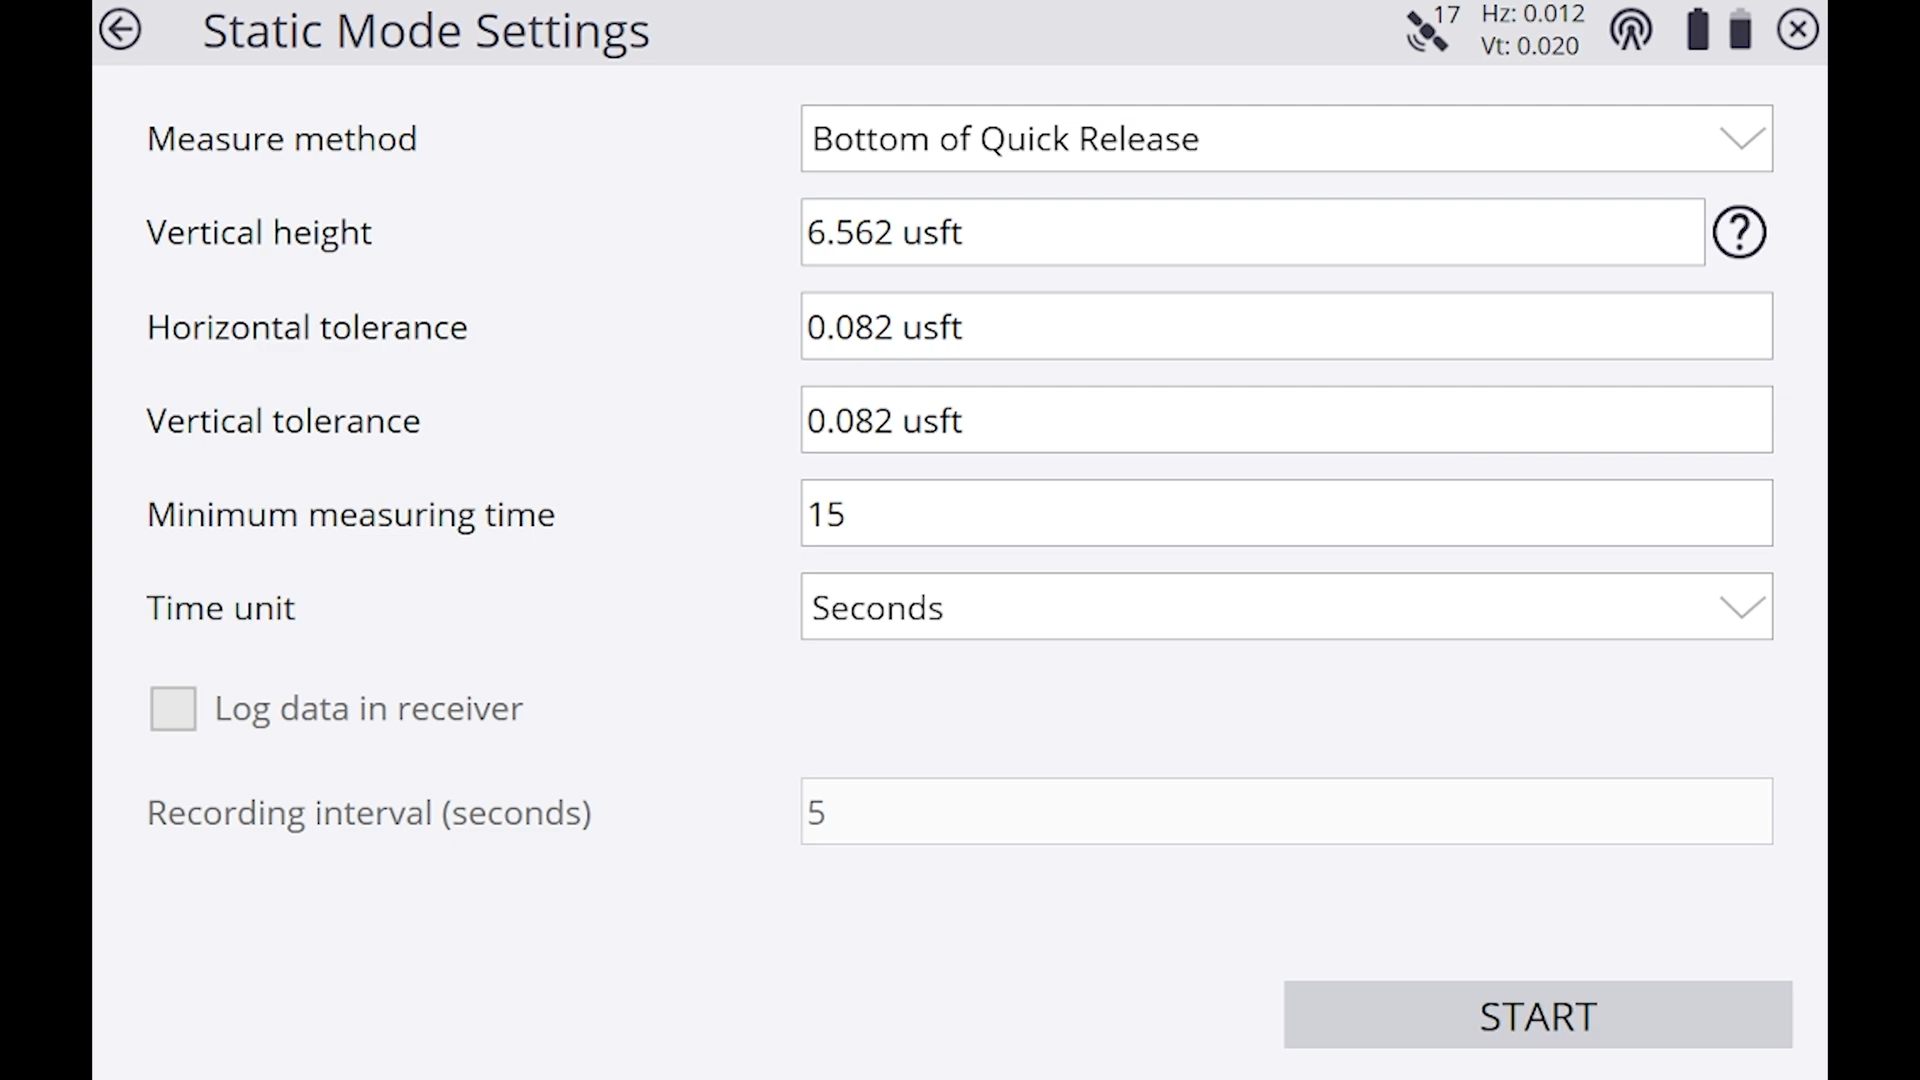 Static Mode Settings
17
Hz: 0.012
Vt: 0.020
Measure method
Bottom of Quick Release
Vertical height
6.562 usft
?
Horizontal tolerance
0.082 usft
Vertical tolerance
0.082 usft
Minimum measuring time
15
Time unit
Seconds
Log data in receiver
Recording interval (seconds)
5
START